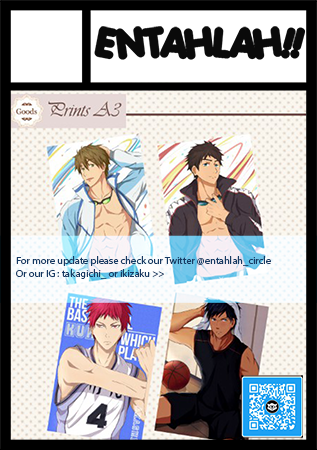 ENTAHLAH!!
Goods
Prints A3
For more update please check our Twitter @entahlah_circle
Or our IG : takagichi_ or Ikizaku >>
THE
BAS
KU
WHICH
PLA
4